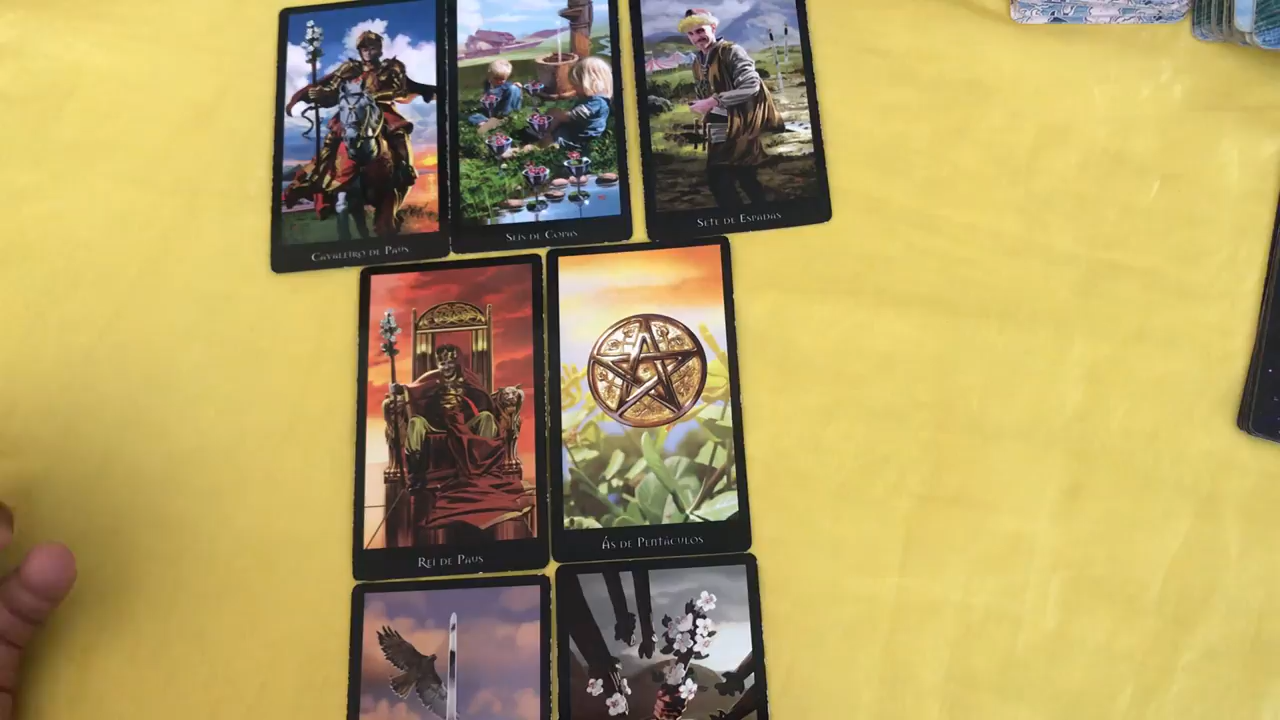 Cavaleiro de Paus
Seis de Copas
Sete de Espadas
Rei de Paus
Ás de Pentáculos